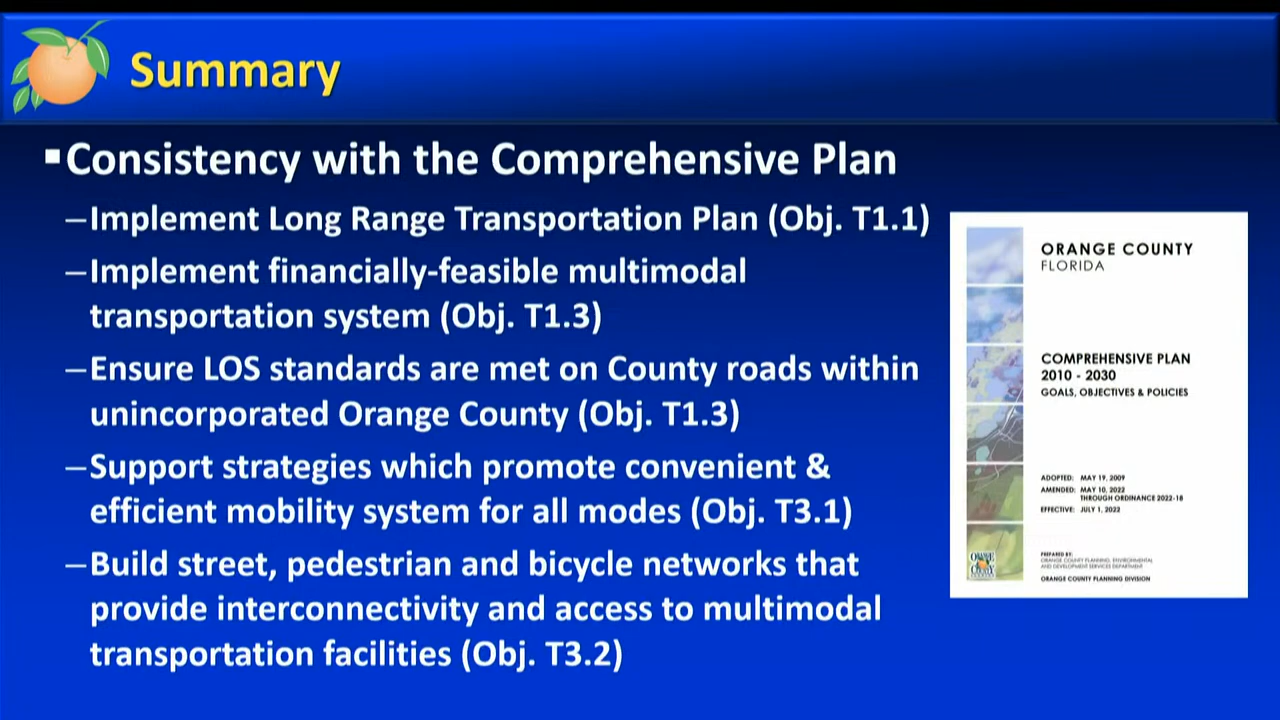 Summary
▪Consistency with the Comprehensive Plan
–Implement Long Range Transportation Plan (Obj. T1.1)
–Implement financially-feasible multimodal
transportation system (Obj. T1.3)
–Ensure LOS standards are met on County roads within
unincorporated Orange County (Obj. T1.3)
–Support strategies which promote convenient &
efficient mobility system for all modes (Obj. T3.1)
–Build street, pedestrian and bicycle networks that
provide interconnectivity and access to multimodal
transportation facilities (Obj. T3.2)
ORANGE COUNTY
FLORIDA
COMPREHENSIVE PLAN
2010 - 2030
GOALS, OBJECTIVES & POLICIES
ADOPTED: MAY 19, 2009
AMENDED: MAY 10, 2022
THROUGH ORDINANCE 2022-18
EFFECTIVE: JULY 1, 2022
PREPARED BY:
ORANGE COUNTY PLANNING, ENVIRONMENTAL
AND DEVELOPMENT SERVICES DEPARTMENT
ORANGE COUNTY PLANNING DIVISION